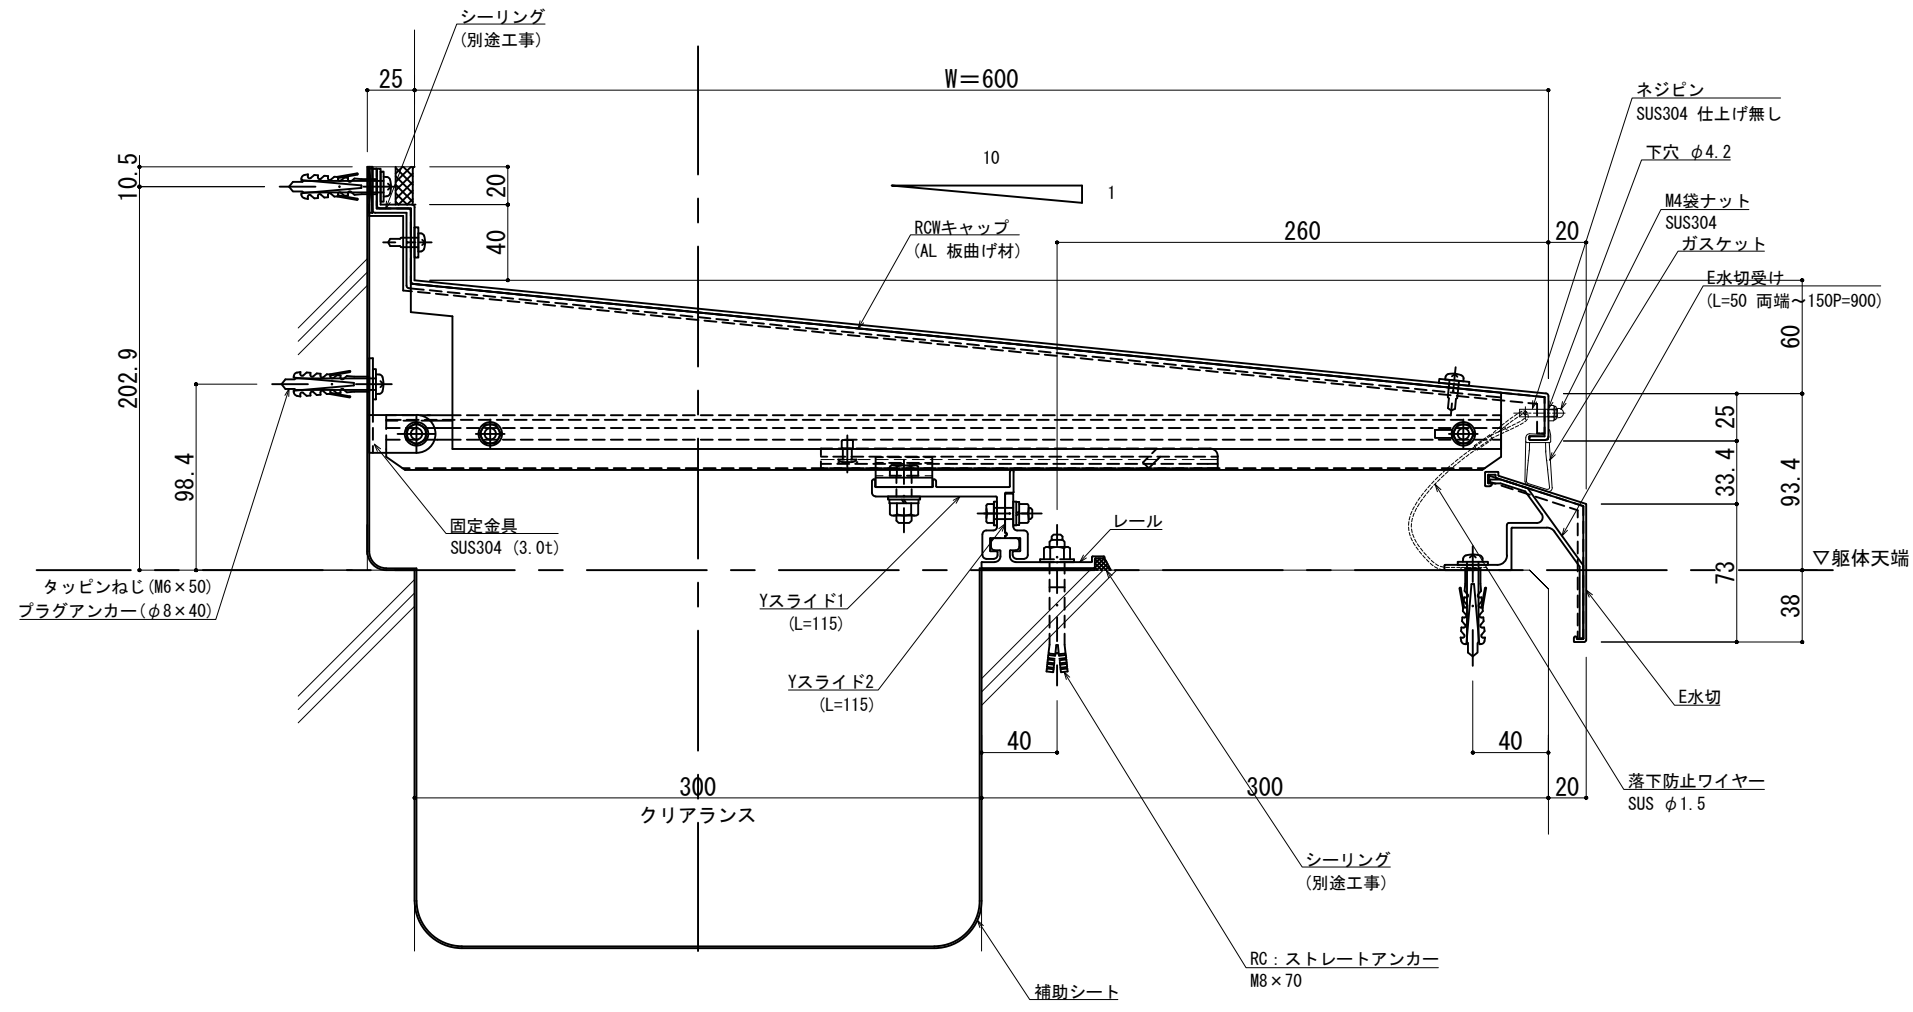 シーリング
(別途工事)
25
W=600
ネジピン
SUS304 仕上げ無し
10.5
20
10
1
下穴 φ4.2
M4袋ナット
SUS304
40
RCWキャップ
(AL 板曲げ材)
260
20
ガスケット
E水切受け
(L=50 両端～150P=900)
202.9
60
25
98.4
33.4
93.4
固定金具
SUS304 (3.0t)
レール
▽躯体天端
タッピンねじ(M6×50)
プラグアンカー(φ8×40)
Yスライド1
(L=115)
73
38
Yスライド2
(L=115)
E水切
40
40
300
クリアランス
300
20
落下防止ワイヤー
SUS φ1.5
シーリング
(別途工事)
RC：ストレートアンカー
M8×70
補助シート